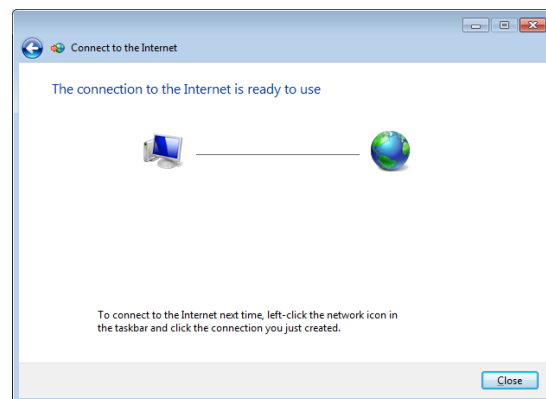 Connect to the Internet
The connection to the Internet is ready to use
To connect to the Internet next time, left-click the network icon in
the taskbar and click the connection you just created.
Close